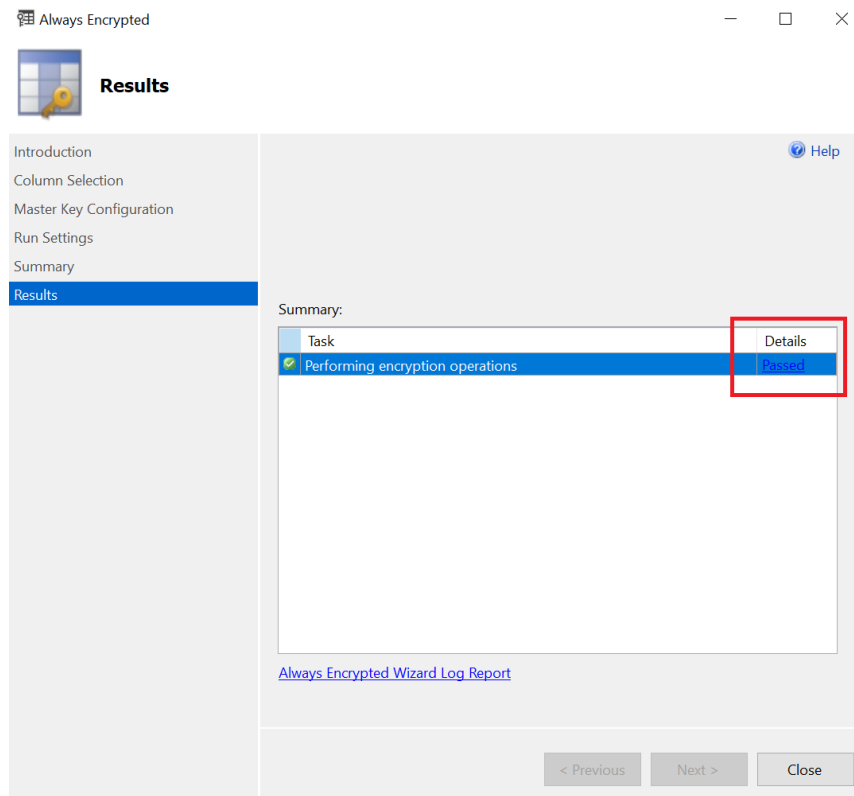 Always Encrypted
Results
Introduction
Column Selection
Master Key Configuration
Run Settings
Summary
Results
Help
Summary:
Task Details
Performing encryption operations Passed
Always Encrypted Wizard Log Report
< Previous Next > Close